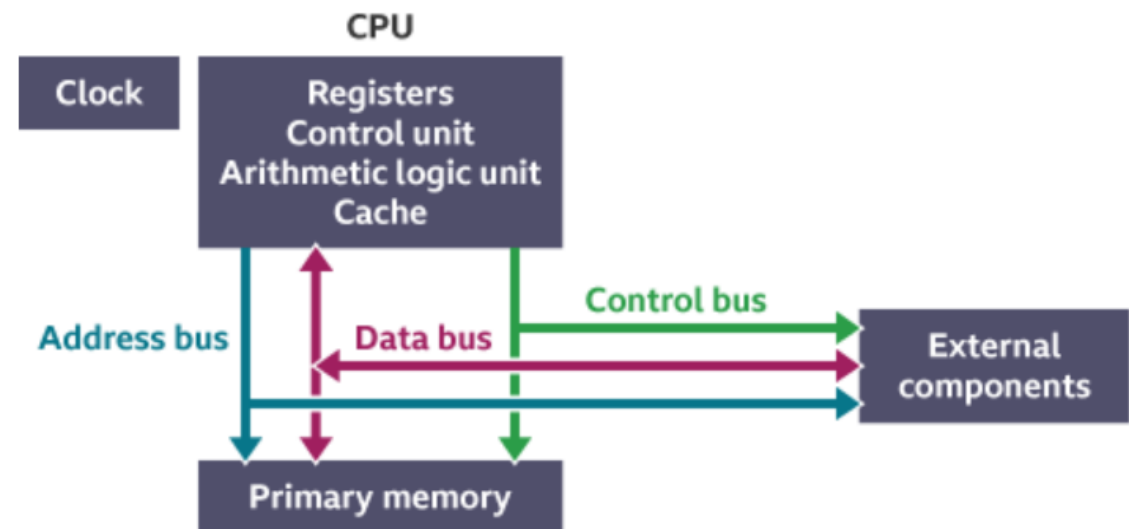 CPU
Clock
Registers
Control unit
Arithmetic logic unit
Cache
Control bus
Address bus
Data bus
External
components
Primary memory